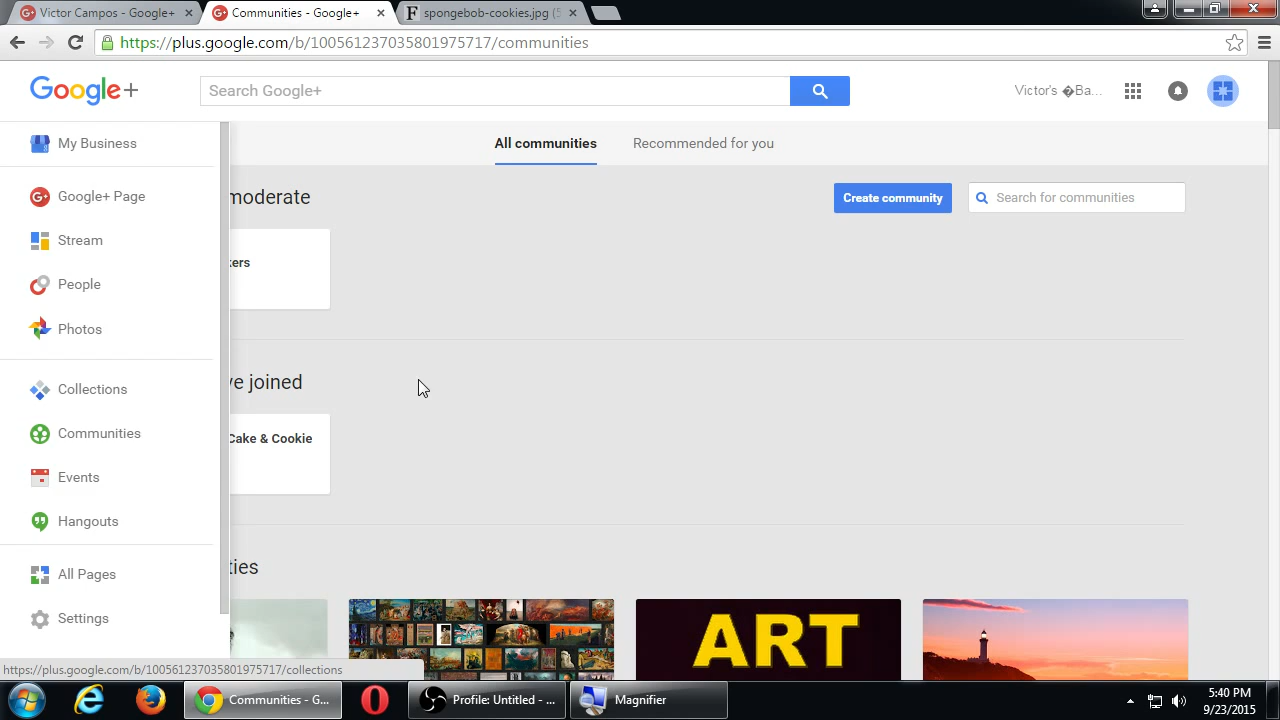 Victor Campos - Google+
Communities - Google+
spongebob-cookies.jpg (5
https://plus.google.com/b/100561237035801975717/communities
Google+
Search Google+
Victor's �Ba...
My Business
Google+ Page
Stream
People
Photos
Collections
Communities
Events
Hangouts
All Pages
Settings
All communities
Recommended for you
moderate
Create community
Search for communities
kers
ve joined
Cake & Cookie
ties
ART
https://plus.google.com/b/100561237035801975717/collections
Communities - G...
Profile: Untitled - ...
Magnifier
5:40 PM
9/23/2015